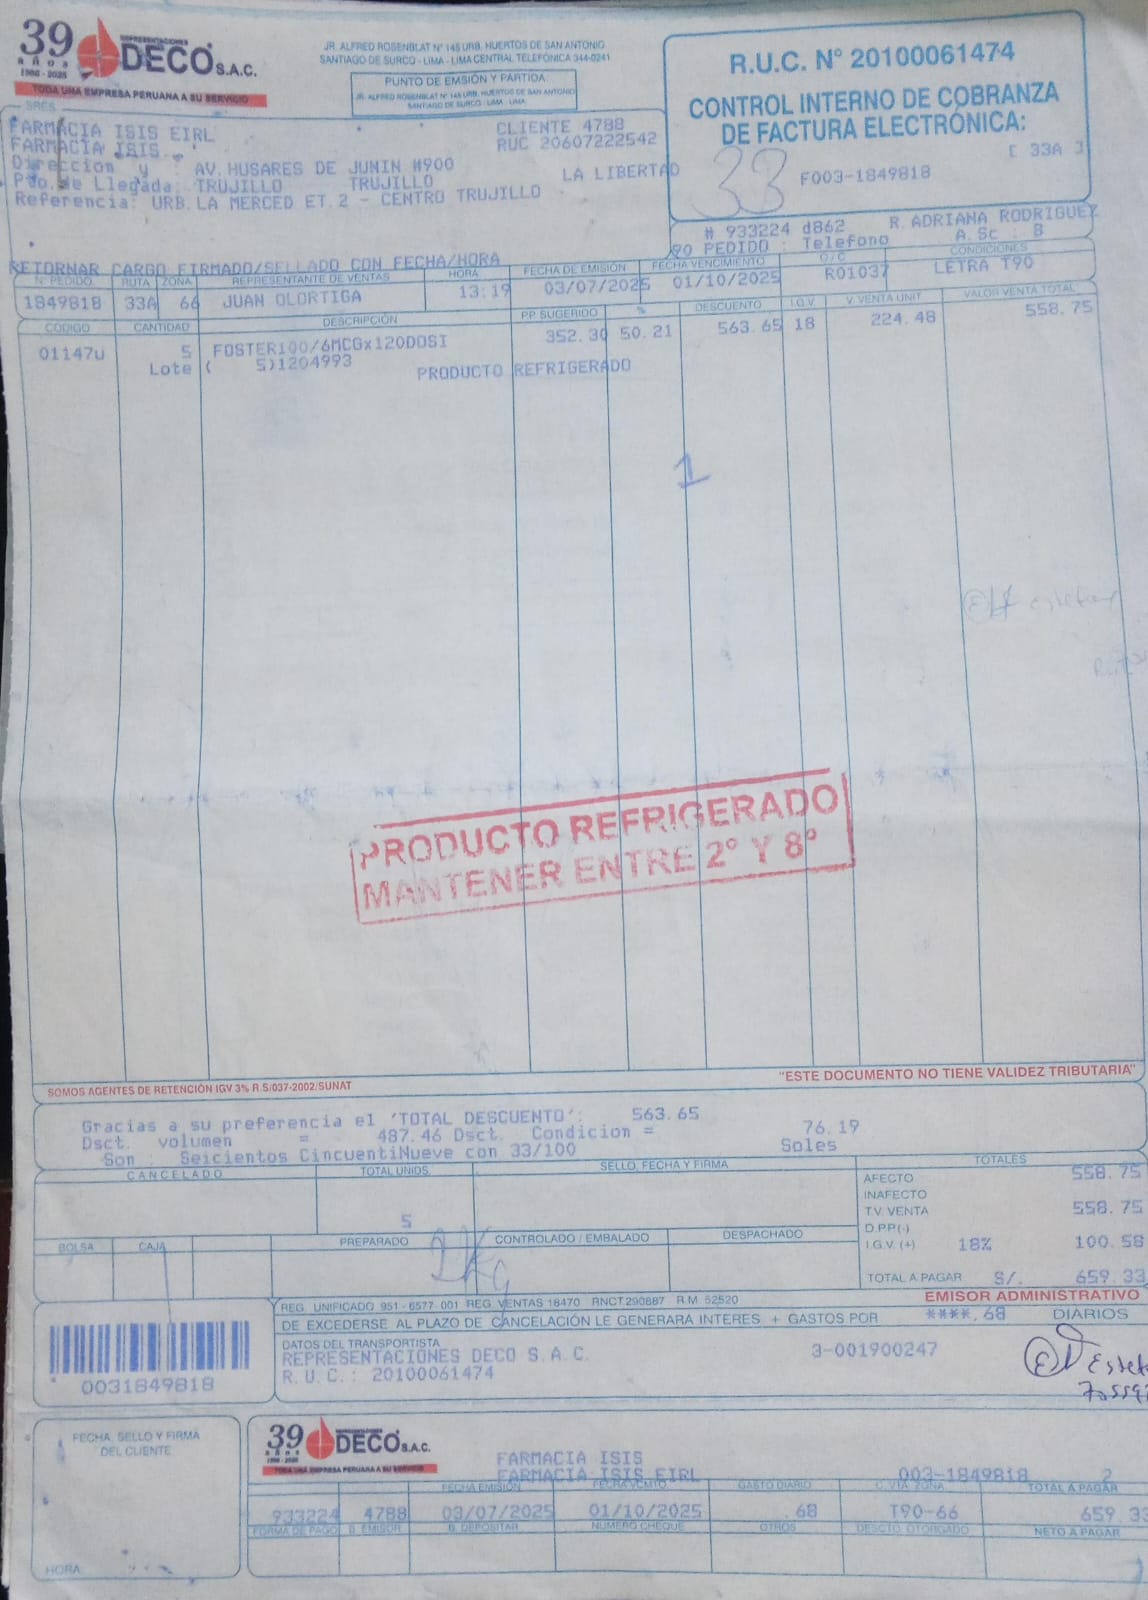 39
AÑOS
1986-2025
REPRESENTACIONES
DECO S.A.C.
TODA UNA EMPRESA PERUANA A SU SERVICIO
JR. ALFRED ROSENBLAT N° 145 URB. HUERTOS DE SAN ANTONIO
SANTIAGO DE SURCO - LIMA - LIMA CENTRAL TELEFÓNICA 344-0241
PUNTO DE EMISIÓN Y PARTIDA
JR. ALFRED ROSENBLAT N° 145 URB. HUERTOS DE SAN ANTONIO
SANTIAGO DE SURCO - LIMA - LIMA
R.U.C. N° 20100061474
CONTROL INTERNO DE COBRANZA
DE FACTURA ELECTRÓNICA:
[ 33A ]
33
F003-1849818
SRES.
FARMACIA ISIS EIRL
FARMACIA ISIS
CLIENTE 4788
RUC 20607222542
Direccion y : AV. HUSARES DE JUNIN #900
Pto. de Llegada: TRUJILLO TRUJILLO LA LIBERTAD
Referencia: URB. LA MERCED ET. 2 - CENTRO TRUJILLO
# 933224 d862 R. ADRIANA RODRIGUEZ
PEDIDO : Telefono A. Sc : B
RETORNAR CARGO FIRMADO/SELLADO CON FECHA/HORA
N. PEDIDO RUTA ZONA REPRESENTANTE DE VENTAS HORA FECHA DE EMISIÓN FECHA VENCIMIENTO O/C CONDICIONES
1849818 33A 66 JUAN OLORTIGA 13:19 03/07/2025 01/10/2025 R01037 LETRA T90
CODIGO CANTIDAD DESCRIPCIÓN P.P. SUGERIDO % DESCUENTO I.G.V. V. VENTA UNIT VALOR VENTA TOTAL
01147u 5 FOSTER100/6MCGx120DOSI 352.30 50.21 563.65 18 224.48 558.75
Lote ( 5)1204993 PRODUCTO REFRIGERADO
1
PRODUCTO REFRIGERADO
MANTENER ENTRE 2° Y 8°
SOMOS AGENTES DE RETENCIÓN IGV 3% R.S/037-2002/SUNAT
"ESTE DOCUMENTO NO TIENE VALIDEZ TRIBUTARIA"
Gracias a su preferencia el 'TOTAL DESCUENTO': 563.65
Dsct. volumen = 487.46 Dsct. Condicion = 76.19
Son : Seicientos CincuentiNueve con 33/100 Soles
CANCELADO TOTAL UNIDS. SELLO, FECHA Y FIRMA TOTALES
5
AFECTO 558.75
INAFECTO
T.V. VENTA 558.75
D.PP(-)
I.G.V. (+) 18% 100.58
TOTAL A PAGAR S/. 659.33
BOLSA CAJA PREPARADO CONTROLADO / EMBALADO DESPACHADO
EMISOR ADMINISTRATIVO
REG. UNIFICADO 951 - 6577- 001 REG. VENTAS 18470 RNCT 290887 R.M 52520
DE EXCEDERSE AL PLAZO DE CANCELACIÓN LE GENERARA INTERES + GASTOS POR ****.68 DIARIOS
DATOS DEL TRANSPORTISTA
REPRESENTACIONES DECO S.A.C. 3-001900247
R.U.C.: 20100061474
0031849818
FECHA, SELLO Y FIRMA
DEL CLIENTE
HORA
39
AÑOS
1986 - 2025
REPRESENTACIONES
DECO S.A.C.
TODA UNA EMPRESA PERUANA A SU SERVICIO
FARMACIA ISIS
FARMACIA ISIS EIRL 003-1849818 2
FECHA EMISIÓN FECHA VCMTO. GASTO DIARIO C. VTA. ZONA TOTAL A PAGAR
933224 4788 03/07/2025 01/10/2025 .68 T90-66 659.33
FORMA DE PAGO B. EMISOR B. DEPOSITAR NUMERO CHEQUE OTROS DESCTO. OTORGADO NETO A PAGAR